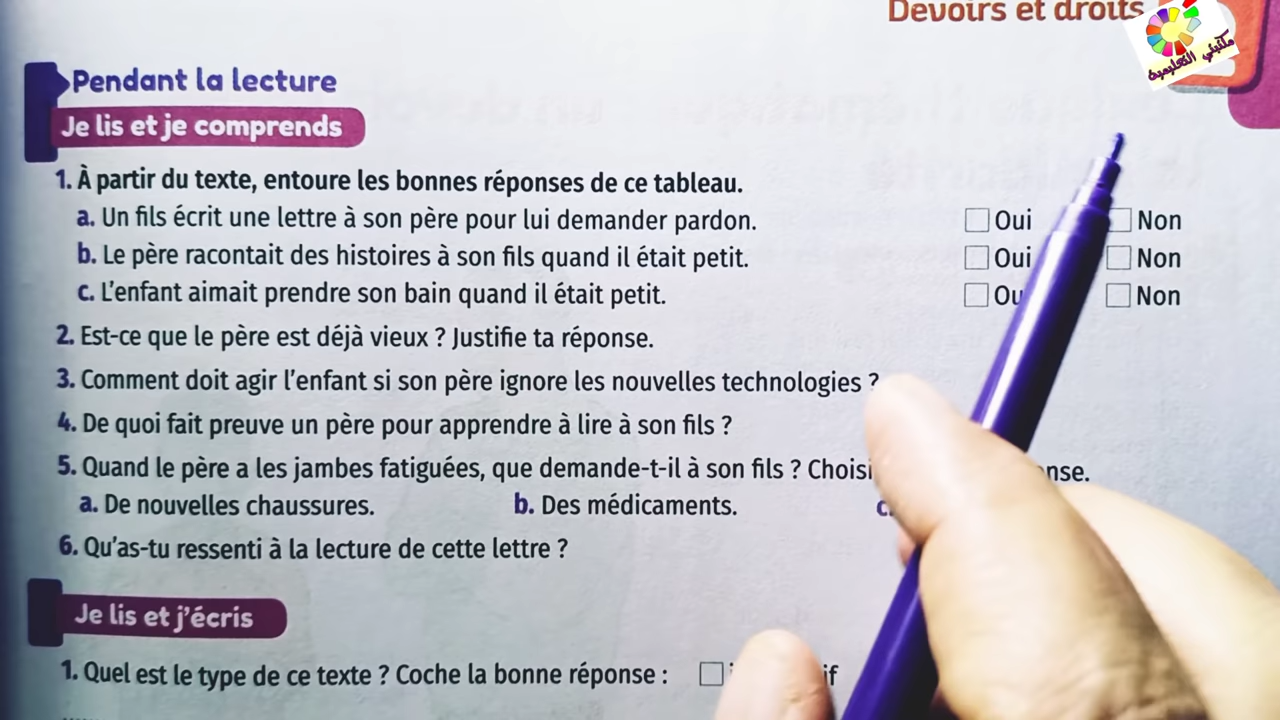 Devoirs et droits
مكتبتي التعليمية
Pendant la lecture
Je lis et je comprends
1. À partir du texte, entoure les bonnes réponses de ce tableau.
a. Un fils écrit une lettre à son père pour lui demander pardon. Oui Non
b. Le père racontait des histoires à son fils quand il était petit. Oui Non
c. L'enfant aimait prendre son bain quand il était petit. Ou Non
2. Est-ce que le père est déjà vieux ? Justifie ta réponse.
3. Comment doit agir l'enfant si son père ignore les nouvelles technologies ?
4. De quoi fait preuve un père pour apprendre à lire à son fils ?
5. Quand le père a les jambes fatiguées, que demande-t-il à son fils ? Choisi nse.
a. De nouvelles chaussures. b. Des médicaments. c.
6. Qu'as-tu ressenti à la lecture de cette lettre ?
Je lis et j'écris
1. Quel est le type de ce texte ? Coche la bonne réponse : if